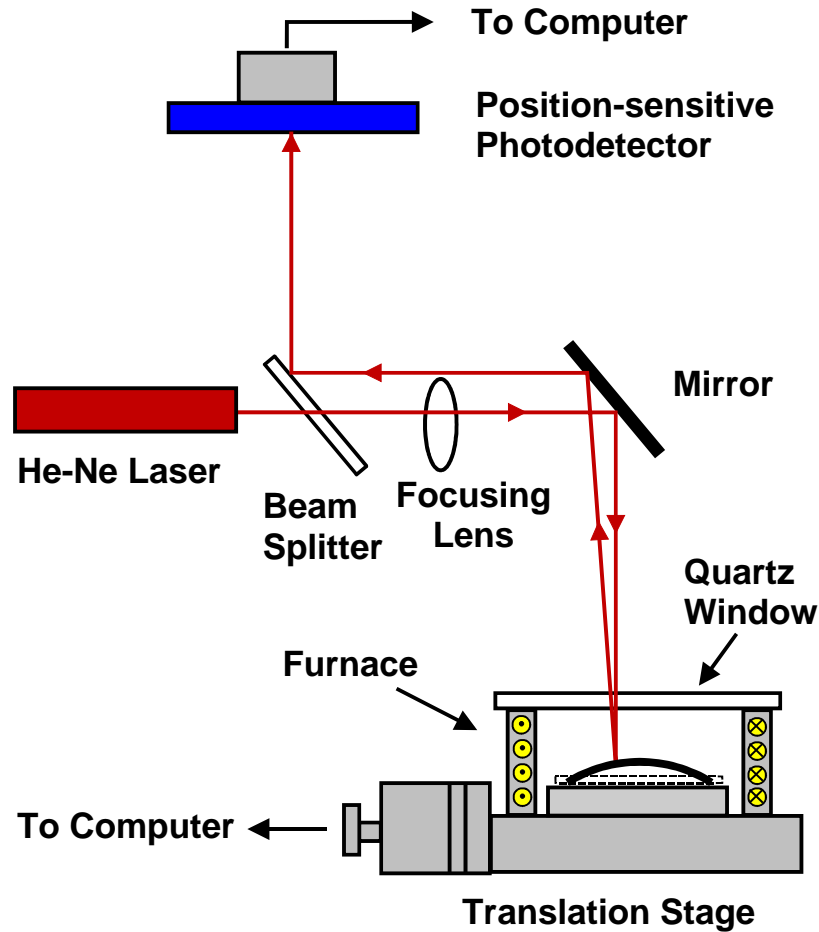 To Computer
Position-sensitive
Photodetector
Mirror
He-Ne Laser
Beam
Splitter
Focusing
Lens
Quartz
Window
Furnace
To Computer
Translation Stage